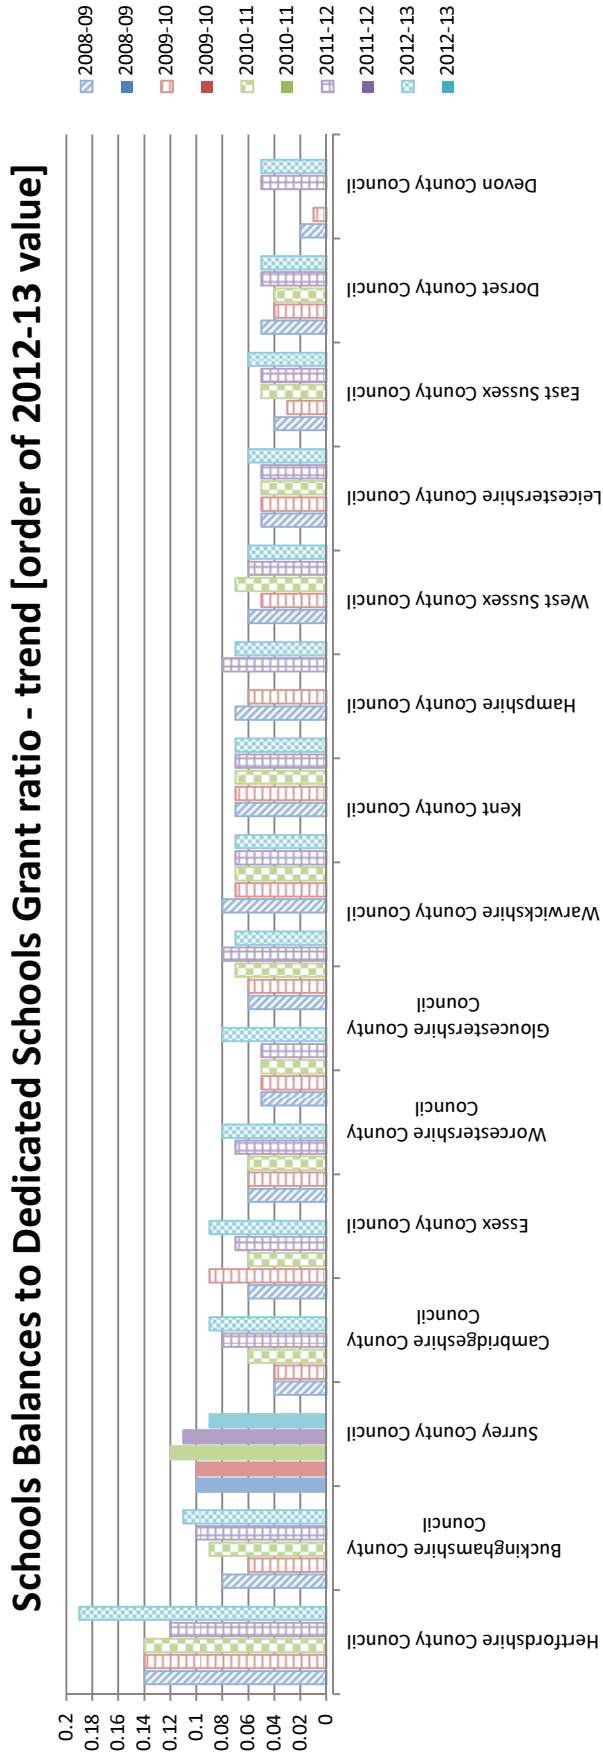 Schools Balances to Dedicated Schools Grant ratio - trend [order of 2012-13 value]
0.2
0.18
0.16
0.14
0.12
0.1
0.08
0.06
0.04
0.02
0
Hertfordshire County Council
Buckinghamshire County
Council
Surrey County Council
Cambridgeshire County
Council
Essex County Council
Worcestershire County
Council
Gloucestershire County
Council
Warwickshire County Council
Kent County Council
Hampshire County Council
West Sussex County Council
Leicestershire County Council
East Sussex County Council
Dorset County Council
Devon County Council
2008-09
2008-09
2009-10
2009-10
2010-11
2010-11
2011-12
2011-12
2012-13
2012-13